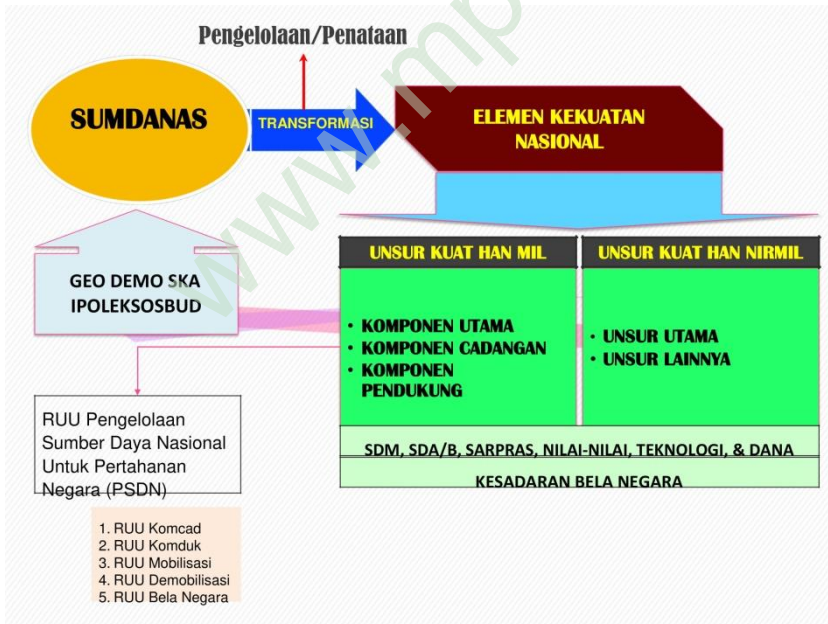 Pengelolaan/Penataan
SUMDANAS
TRANSFORMASI
ELEMEN KEKUATAN
NASIONAL
GEO DEMO SKA
IPOLEKSOSBUD
UNSUR KUAT HAN MIL
• KOMPONEN UTAMA
• KOMPONEN CADANGAN
• KOMPONEN
PENDUKUNG
UNSUR KUAT HAN NIRMIL
• UNSUR UTAMA
• UNSUR LAINNYA
SDM, SDA/B, SARPRAS, NILAI-NILAI, TEKNOLOGI, & DANA
KESADARAN BELA NEGARA
RUU Pengelolaan
Sumber Daya Nasional
Untuk Pertahanan
Negara (PSDN)
1. RUU Komcad
2. RUU Komduk
3. RUU Mobilisasi
4. RUU Demobilisasi
5. RUU Bela Negara
www.mp